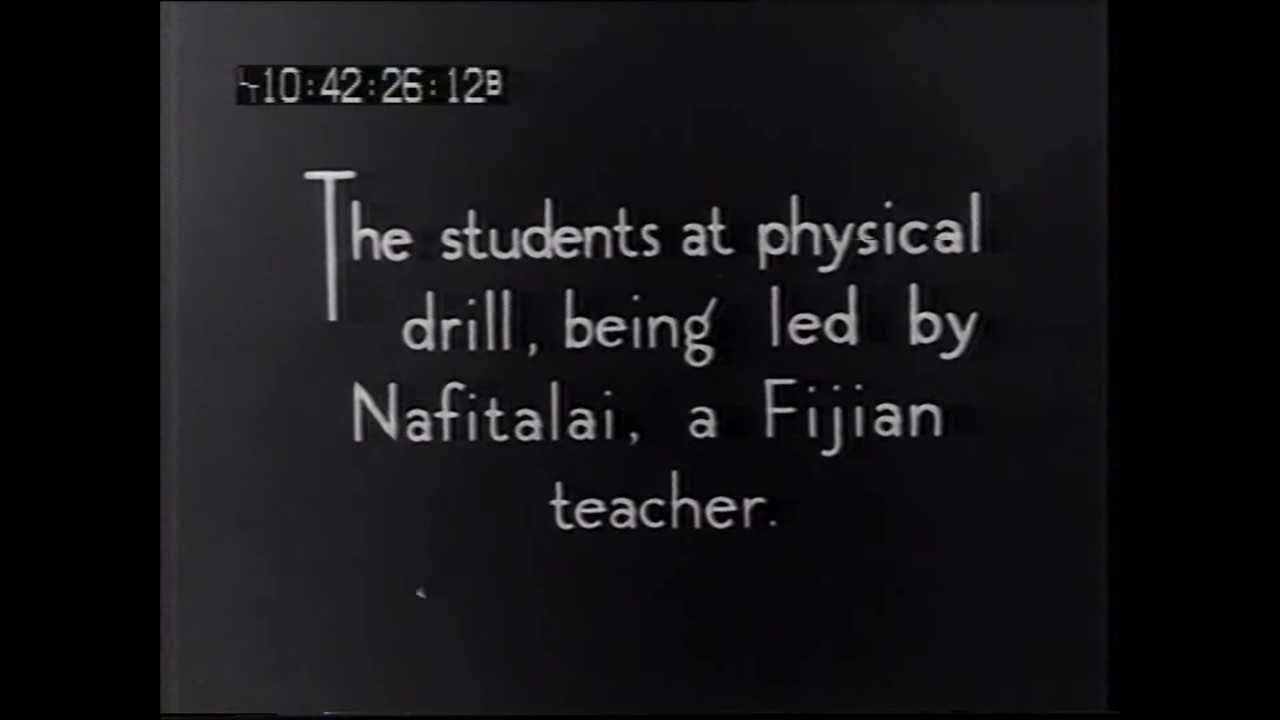 10:42:26:12B
The students at physical
drill, being led by
Nafitalai, a Fijian
teacher.